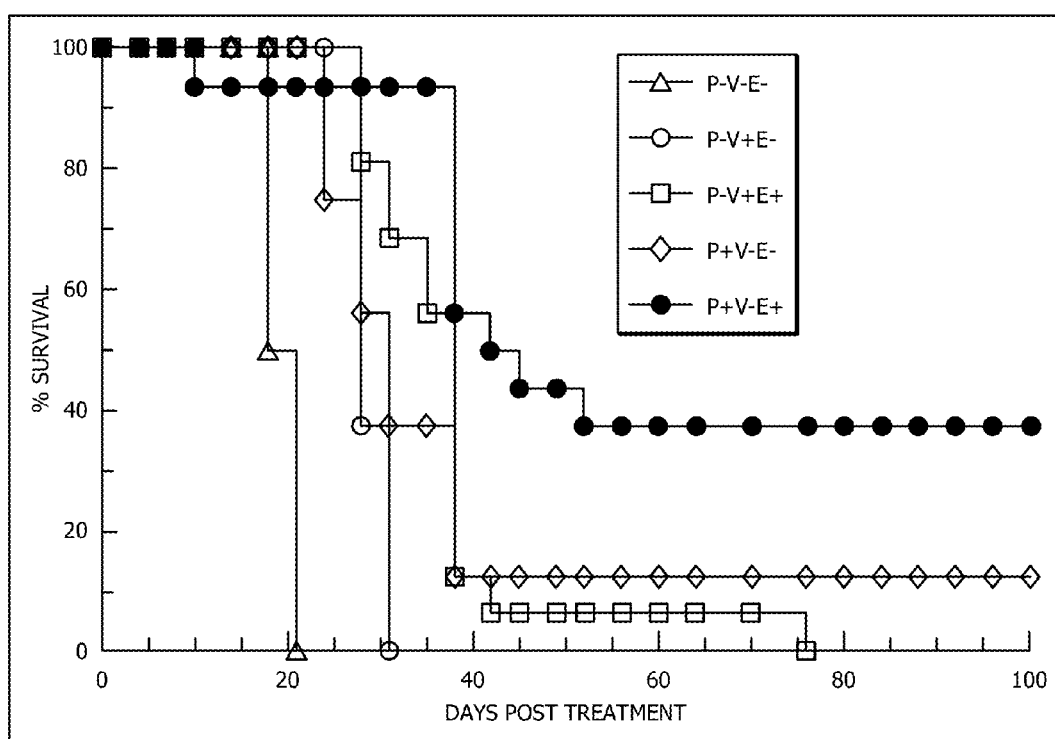 100
80
60
40
20
0
% SURVIVAL
0 20 40 60 80 100
DAYS POST TREATMENT
P-V-E-
P-V+E-
P-V+E+
P+V-E-
P+V-E+